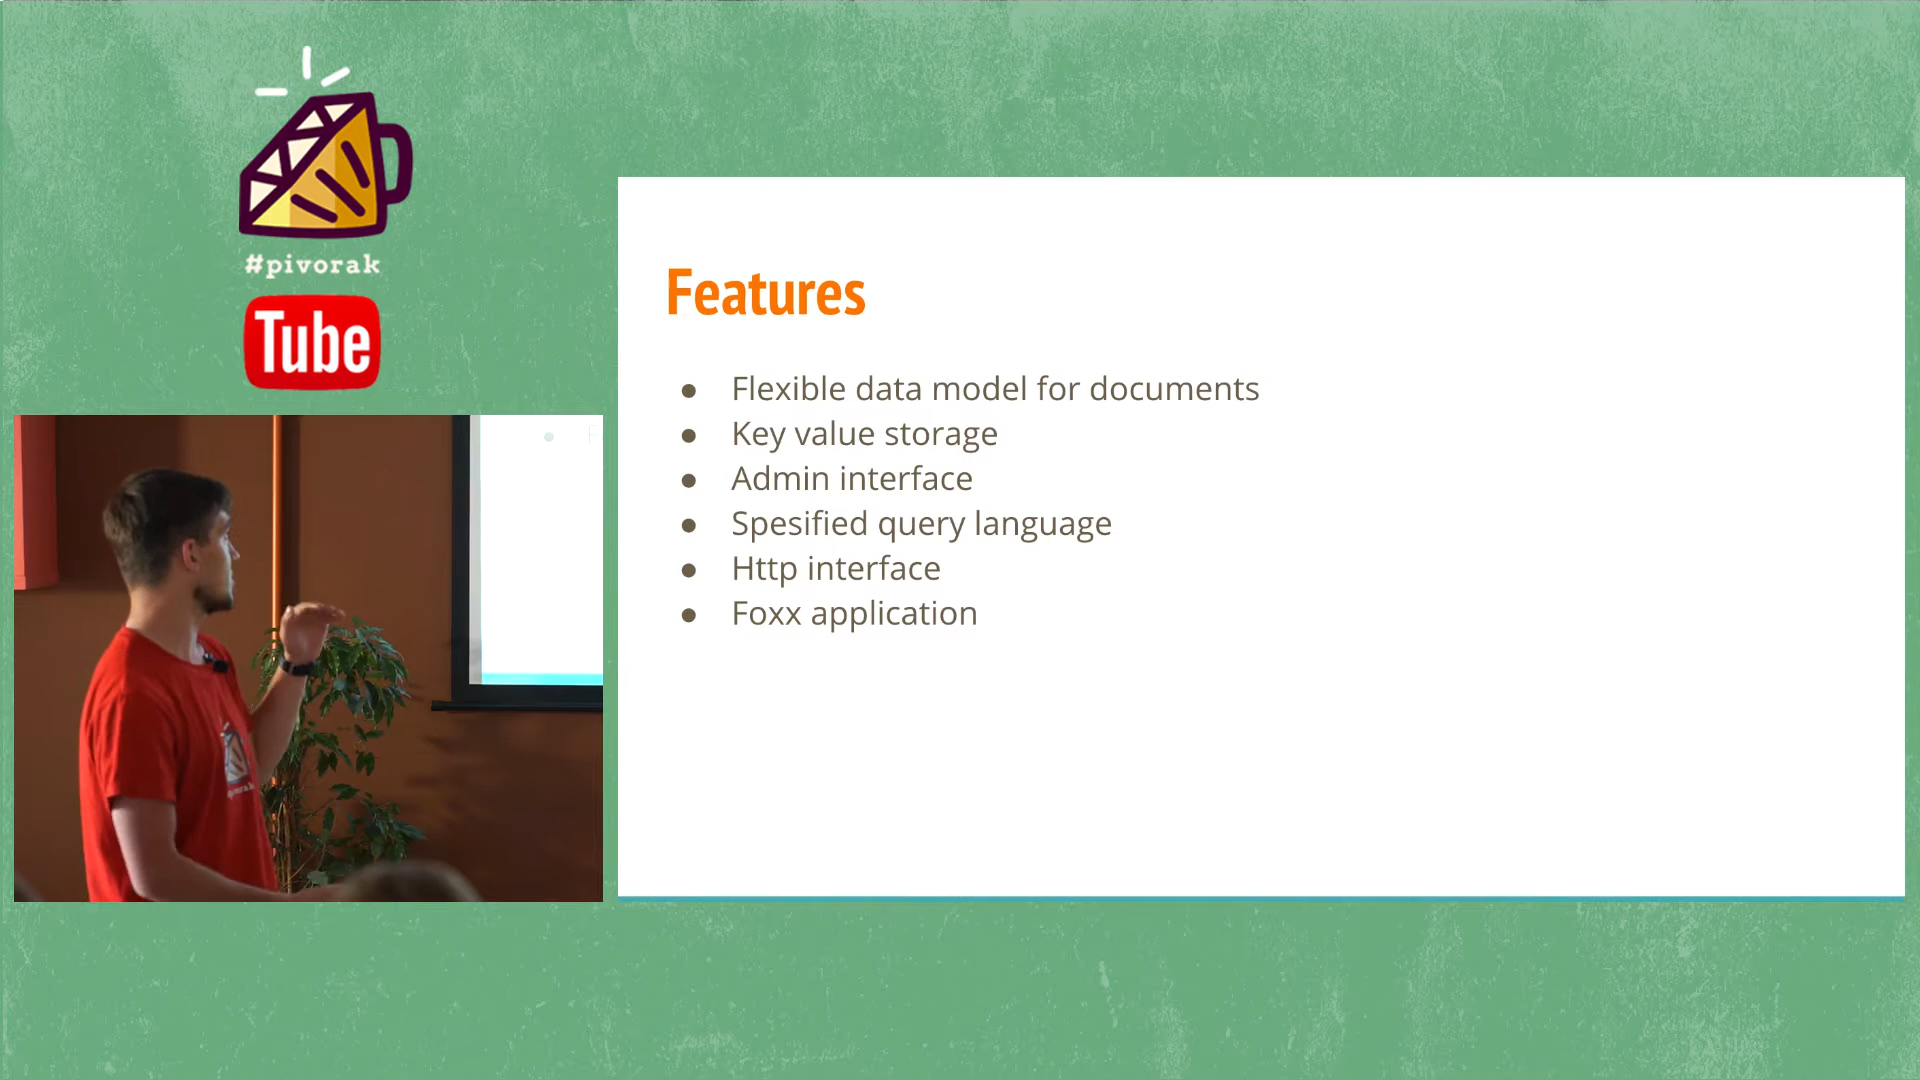 #pivorak
Tube
Features
● Flexible data model for documents
● Key value storage
● Admin interface
● Spesified query language
● Http interface
● Foxx application